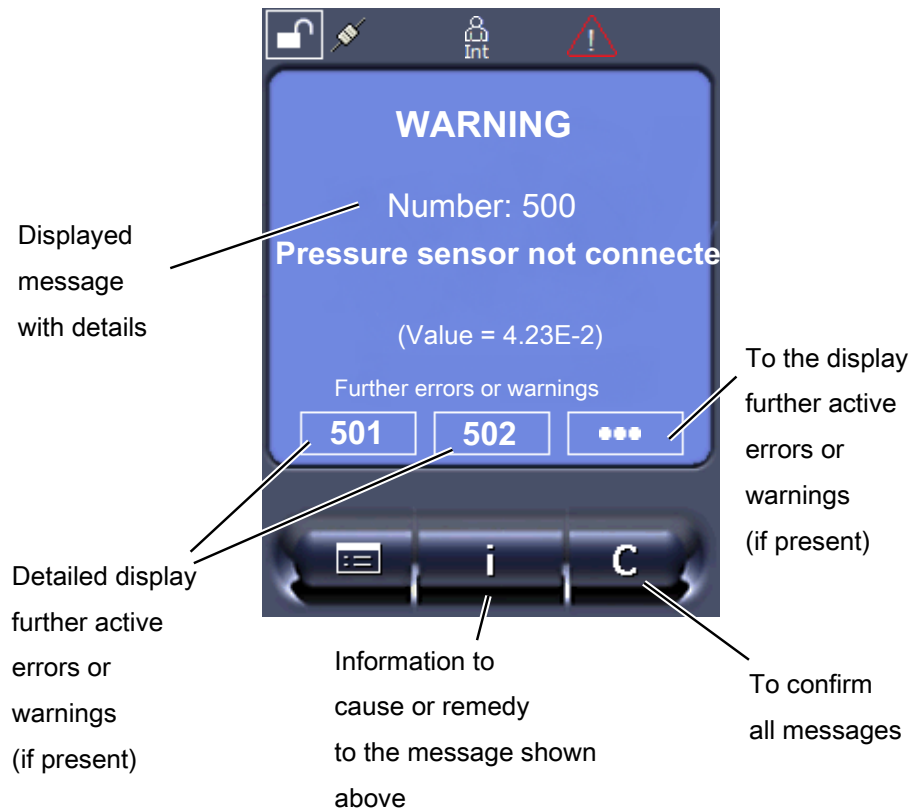 Int
!
WARNING
Number: 500
Pressure sensor not connecte
(Value = 4.23E-2)
Further errors or warnings
501
502
•••
i
C
Displayed
message
with details
To the display
further active
errors or
warnings
(if present)
Detailed display
further active
errors or
warnings
(if present)
Information to
cause or remedy
to the message shown
above
To confirm
all messages